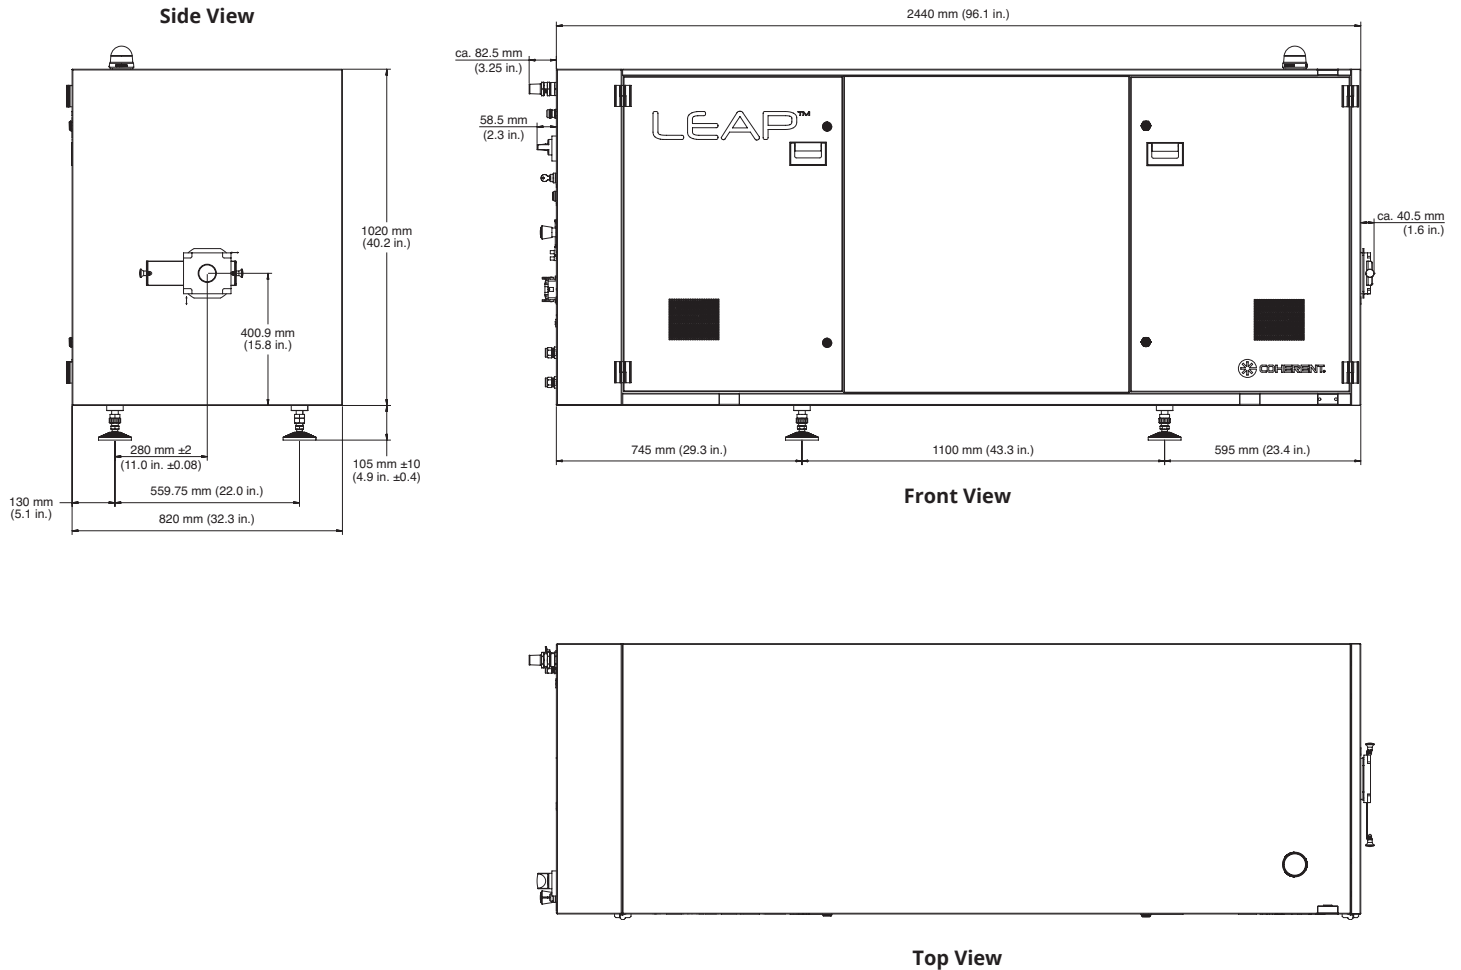 Side View
2440 mm (96.1 in.)
ca. 82.5 mm
(3.25 in.)
58.5 mm
(2.3 in.)
LEAP™
1020 mm
(40.2 in.)
ca. 40.5 mm
(1.6 in.)
400.9 mm
(15.8 in.)
COHERENT.
280 mm ±2
(11.0 in. ±0.08)
105 mm ±10
(4.9 in. ±0.4)
745 mm (29.3 in.)
1100 mm (43.3 in.)
595 mm (23.4 in.)
130 mm
(5.1 in.)
559.75 mm (22.0 in.)
820 mm (32.3 in.)
Front View
Top View